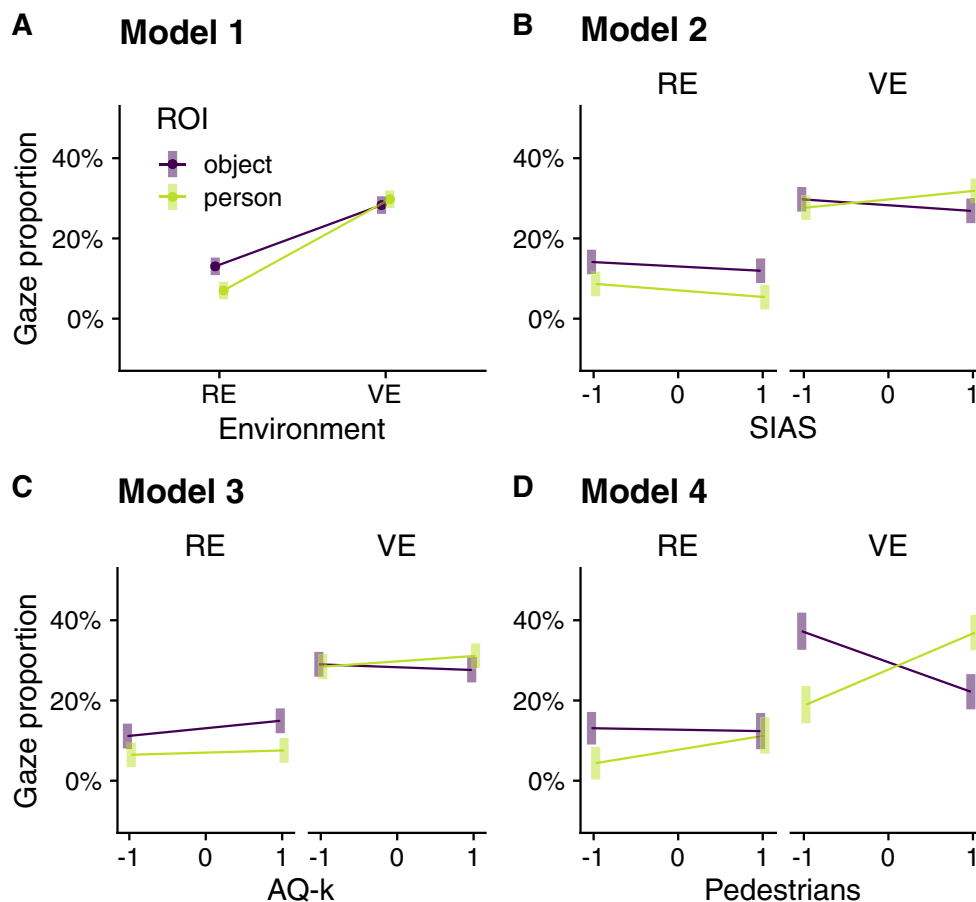 A Model 1
Gaze proportion
40%
20%
0%
ROI
object
person
RE VE
Environment
B Model 2
RE VE
40%
20%
0%
-1 0 1 -1 0 1
SIAS
C Model 3
RE VE
Gaze proportion
40%
20%
0%
-1 0 1 -1 0 1
AQ-k
D Model 4
RE VE
40%
20%
0%
-1 0 1 -1 0 1
Pedestrians